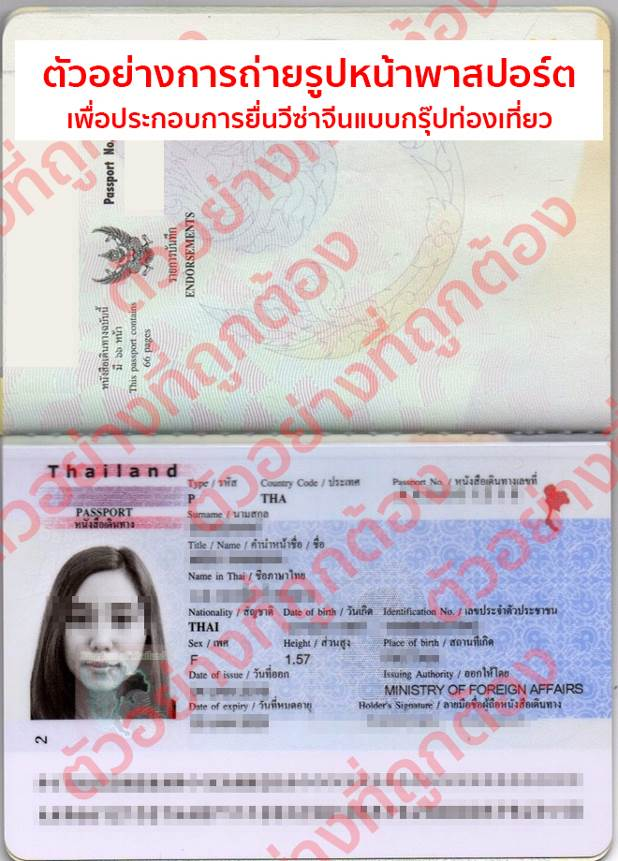 ตัวอย่างการถ่ายรูปหน้าพาสปอร์ต
เพื่อประกอบการยื่นวีซ่าจีนแบบกรุ๊ปท่องเที่ยว
Passport No.
รายการบันทึก
ENDORSEMENTS
หนังสือเดินทางฉบับนี้
มี ๖๖ หน้า
This passport contains
66 pages
ตัวอย่างที่ถูกต้อง
Thailand
PASSPORT
หนังสือเดินทาง
Type / รหัส Country Code / ประเทศ Passport No. / หนังสือเดินทางเลขที่
P THA
Surname / นามสกุล
Title / Name / คำนำหน้าชื่อ / ชื่อ
Name in Thai / ชื่อภาษาไทย
Nationality / สัญชาติ Date of birth / วันเกิด Identification No. / เลขประจำตัวประชาชน
THAI
Sex / เพศ Height / ส่วนสูง Place of birth / สถานที่เกิด
F 1.57
Date of issue / วันที่ออก Issuing Authority / ออกให้โดย
MINISTRY OF FOREIGN AFFAIRS
Date of expiry / วันที่หมดอายุ Holder's Signature / ลายมือชื่อผู้ถือหนังสือเดินทาง
2